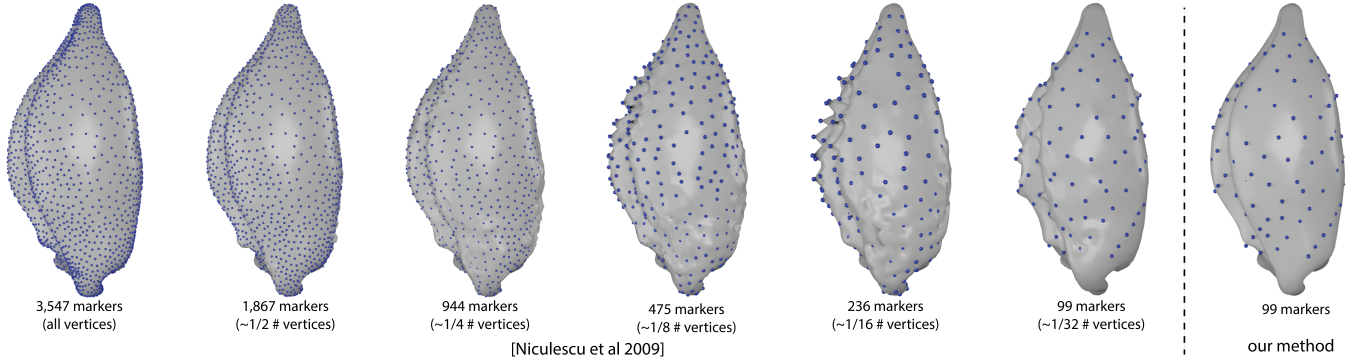 3,547 markers
(all vertices)
1,867 markers
(~1/2 # vertices)
944 markers
(~1/4 # vertices)
475 markers
(~1/8 # vertices)
236 markers
(~1/16 # vertices)
99 markers
(~1/32 # vertices)
99 markers
[Niculescu et al 2009]
our method